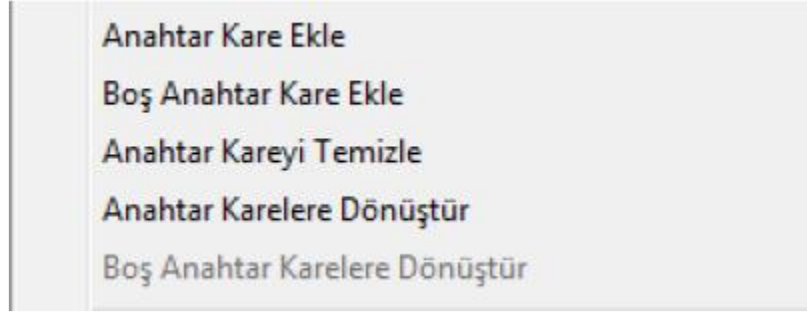 Anahtar Kare Ekle
Boş Anahtar Kare Ekle
Anahtar Kareyi Temizle
Anahtar Karelere Dönüştür
Boş Anahtar Karelere Dönüştür